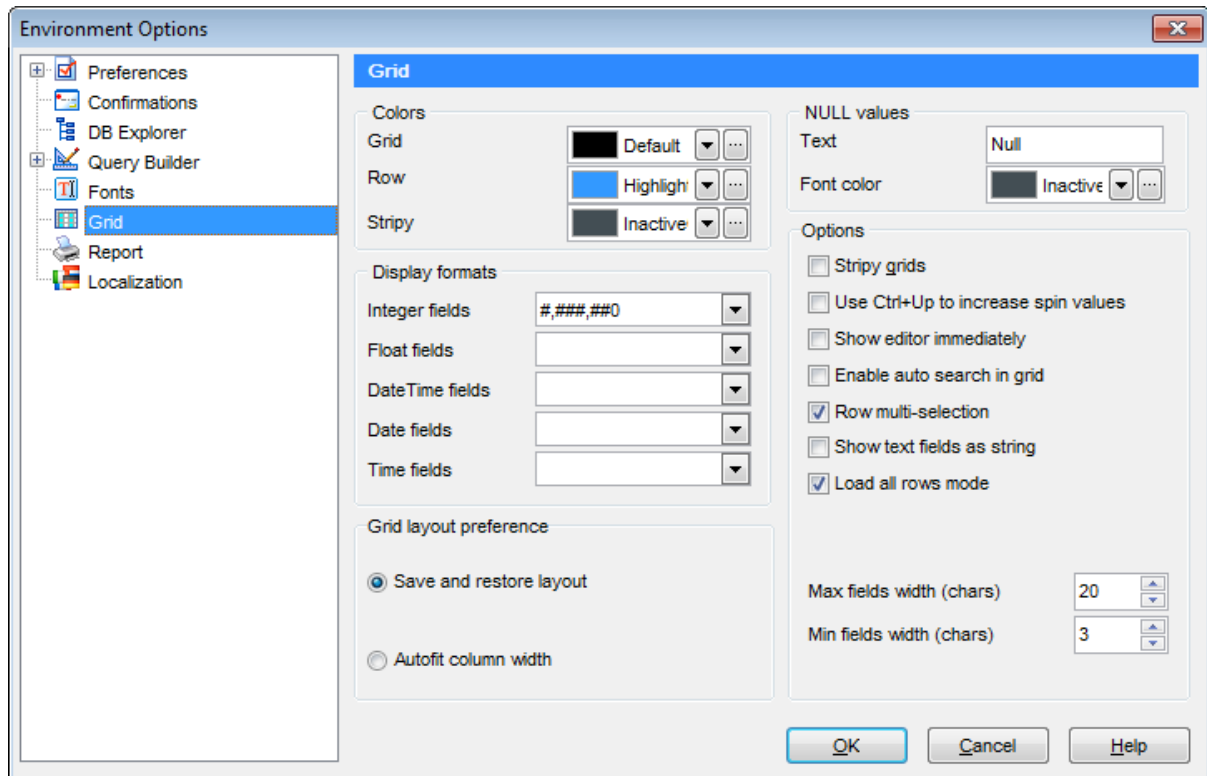 Environment Options
Preferences
Confirmations
DB Explorer
Query Builder
Fonts
Grid
Report
Localization
Grid
Colors
Grid Default
Row Highligh
Stripy Inactive
Display formats
Integer fields #,###,##0
Float fields
DateTime fields
Date fields
Time fields
Grid layout preference
Save and restore layout
Autofit column width
NULL values
Text Null
Font color Inactive
Options
Stripy grids
Use Ctrl+Up to increase spin values
Show editor immediately
Enable auto search in grid
Row multi-selection
Show text fields as string
Load all rows mode
Max fields width (chars) 20
Min fields width (chars) 3
OK Cancel Help